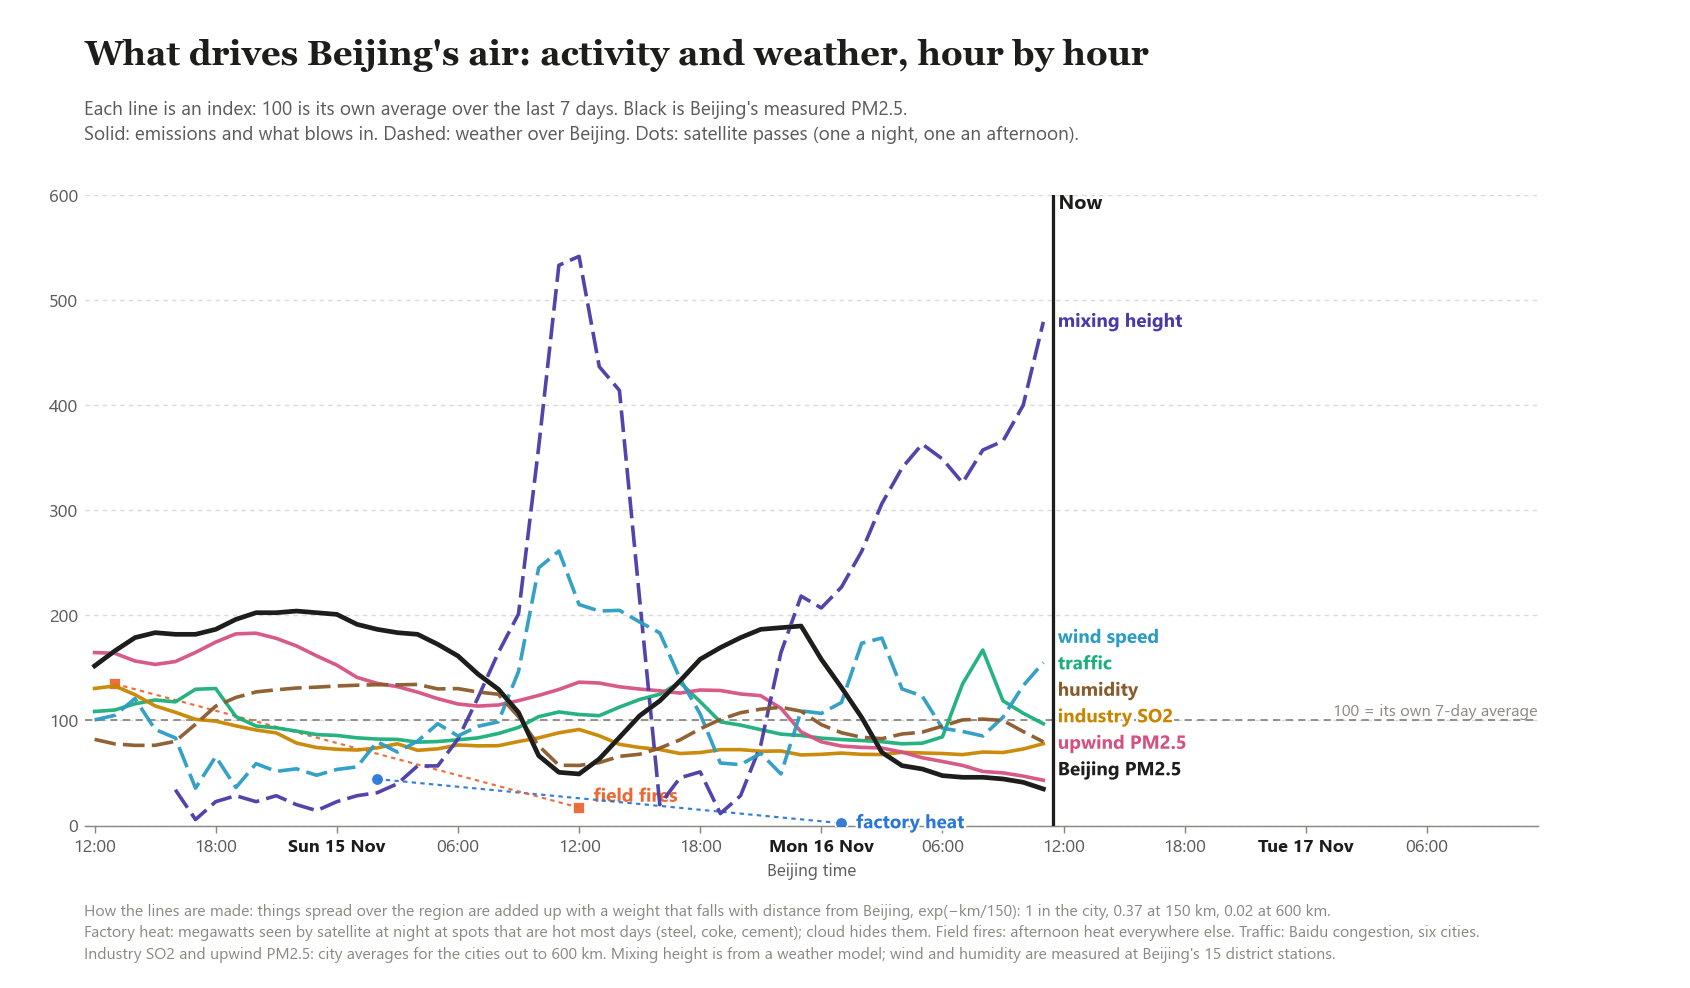 What drives Beijing's air: activity and weather, hour by hour
Each line is an index: 100 is its own average over the last 7 days. Black is Beijing's measured PM2.5.
Solid: emissions and what blows in. Dashed: weather over Beijing. Dots: satellite passes (one a night, one an afternoon).
600
Now
500
mixing height
400
300
200
wind speed
traffic
humidity
100 = its own 7-day average
industry SO2
100
upwind PM2.5
Beijing PM2.5
field fires
factory heat
0
12:00 18:00 Sun 15 Nov 06:00 12:00 18:00 Mon 16 Nov 06:00 12:00 18:00 Tue 17 Nov 06:00
Beijing time
How the lines are made: things spread over the region are added up with a weight that falls with distance from Beijing, exp(−km/150): 1 in the city, 0.37 at 150 km, 0.02 at 600 km.
Factory heat: megawatts seen by satellite at night at spots that are hot most days (steel, coke, cement); cloud hides them. Field fires: afternoon heat everywhere else. Traffic: Baidu congestion, six cities.
Industry SO2 and upwind PM2.5: city averages for the cities out to 600 km. Mixing height is from a weather model; wind and humidity are measured at Beijing's 15 district stations.